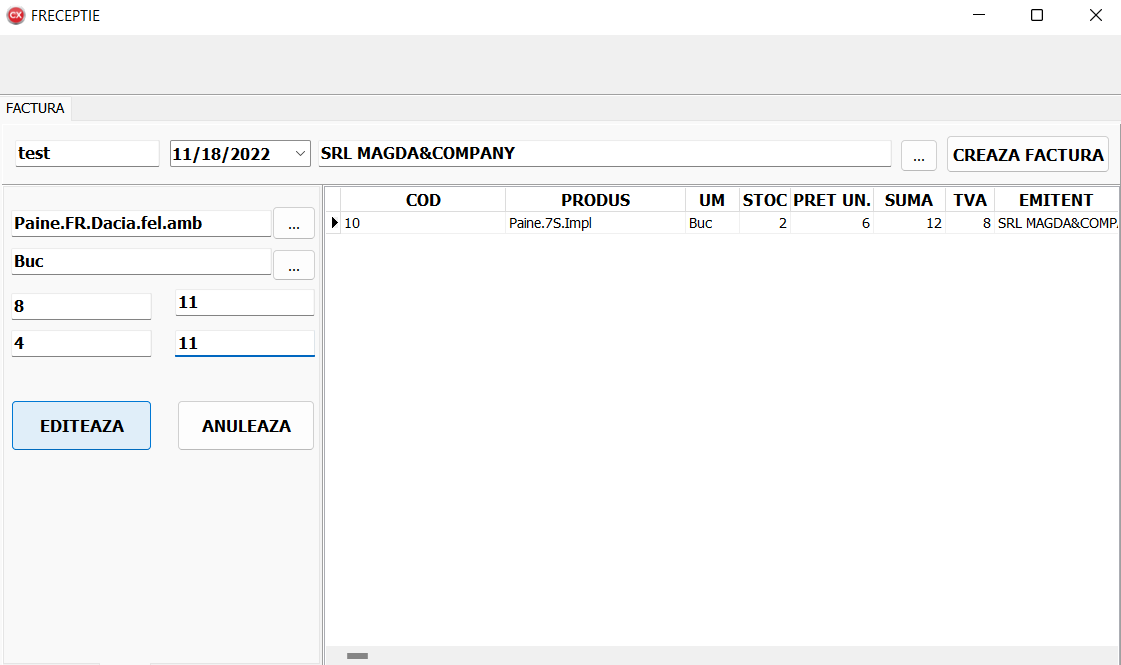 CX FRECEPTIE
FACTURA
test 11/18/2022 SRL MAGDA&COMPANY ... CREAZA FACTURA
Paine.FR.Dacia.fel.amb ...
Buc ...
8 11
4 11
EDITEAZA ANULEAZA
COD PRODUS UM STOC PRET UN. SUMA TVA EMITENT
10 Paine.7S.Impl Buc 2 6 12 8 SRL MAGDA&COMP.